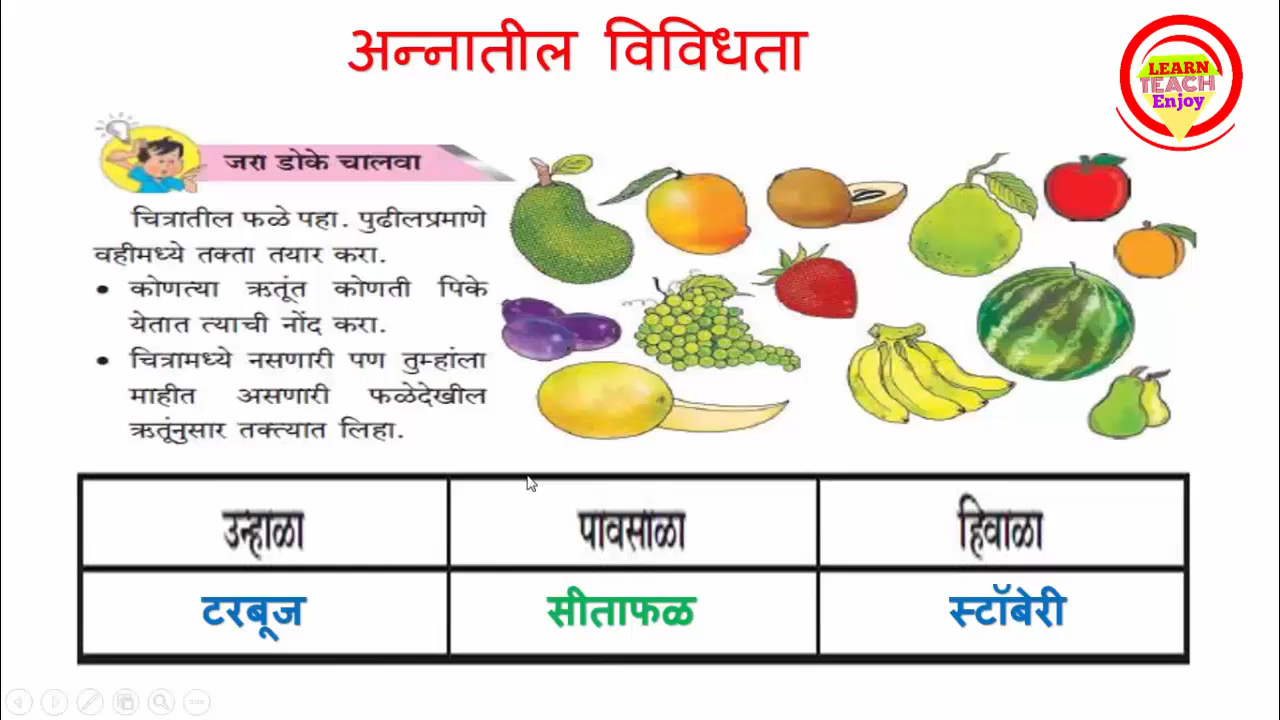 अन्नातील विविधता
LEARN
TEACH
Enjoy
जरा डोके चालवा
चित्रातील फळे पहा. पुढीलप्रमाणे
वहीमध्ये तक्ता तयार करा.
• कोणत्या ऋतूंत कोणती पिके
येतात त्याची नोंद करा.
• चित्रामध्ये नसणारी पण तुम्हांला
माहीत असणारी फळेदेखील
ऋतूंनुसार तक्त्यात लिहा.
उन्हाळा पावसाळा हिवाळा
टरबूज सीताफळ स्टॉबेरी